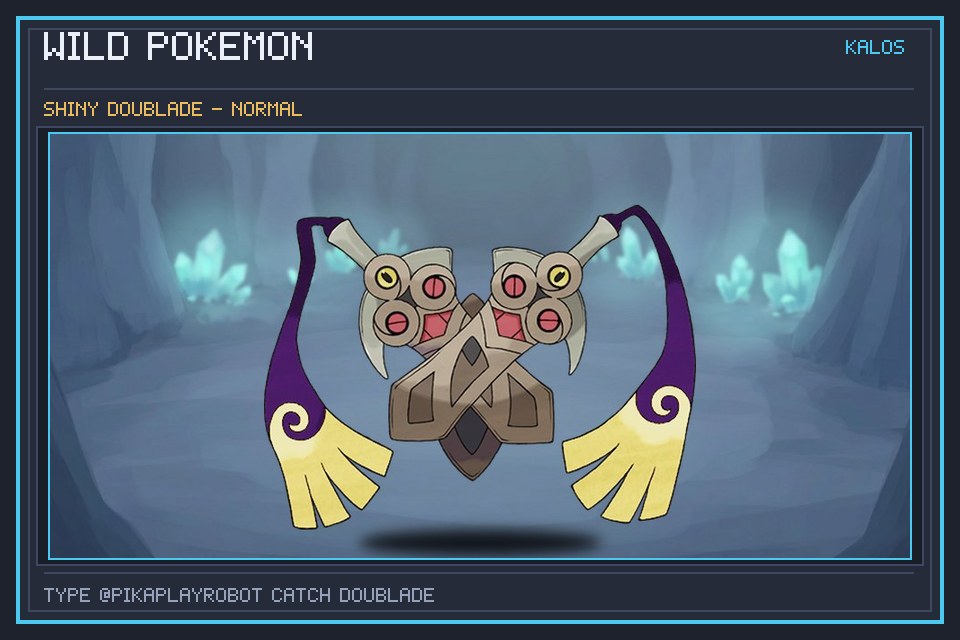 WILD POKEMON
KALOS
SHINY DOUBLADE - NORMAL
TYPE @PIKAPLAYROBOT CATCH DOUBLADE